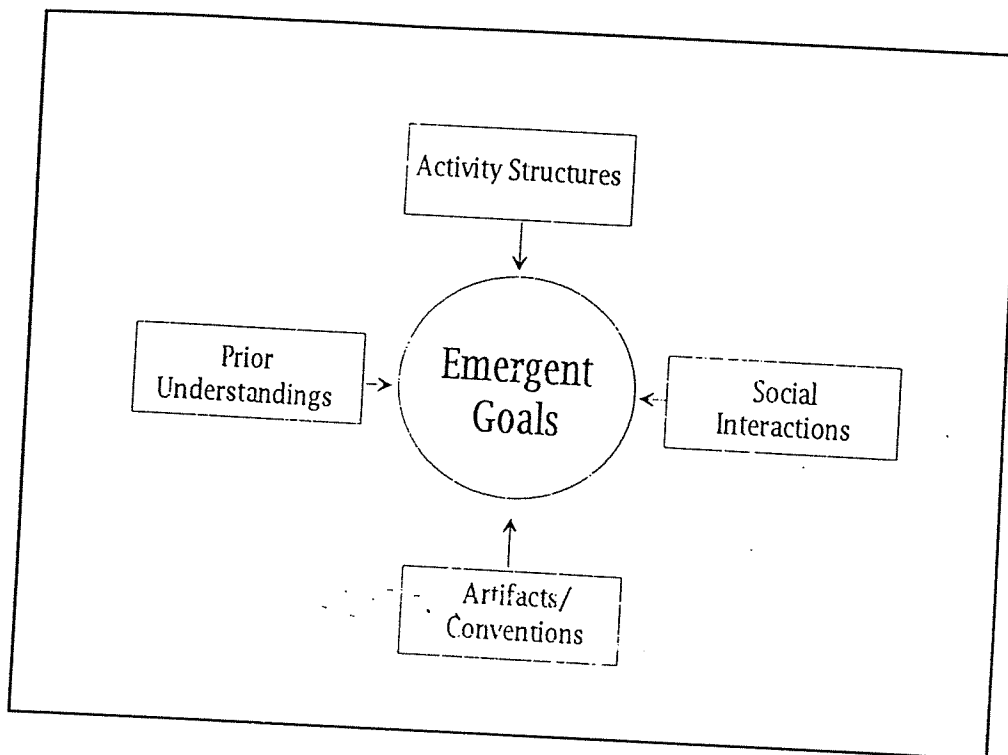 Activity Structures
Prior
Understandings
Emergent
Goals
Social
Interactions
Artifacts/
Conventions